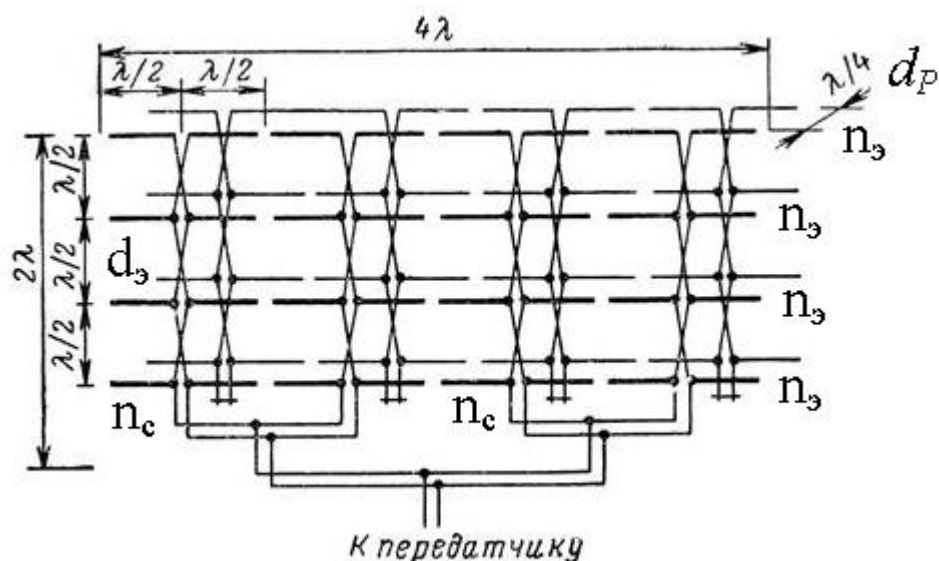 4λ
λ/2 λ/2
λ/4 d_P
n_э
λ/2
n_э
2λ d_э λ/2
n_э
λ/2
n_c n_c n_э
К передатчику